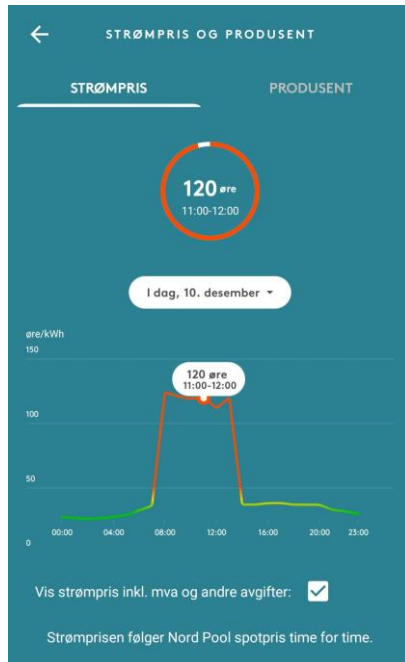 STRØMPRIS OG PRODUSENT
STRØMPRIS PRODUSENT
120 øre
11:00-12:00
I dag, 10. desember
øre/kWh
150
120 øre
11:00-12:00
100
50
00:00 04:00 08:00 12:00 16:00 20:00 23:00
0
Vis strømpris inkl. mva og andre avgifter:
Strømprisen følger Nord Pool spotpris time for time.